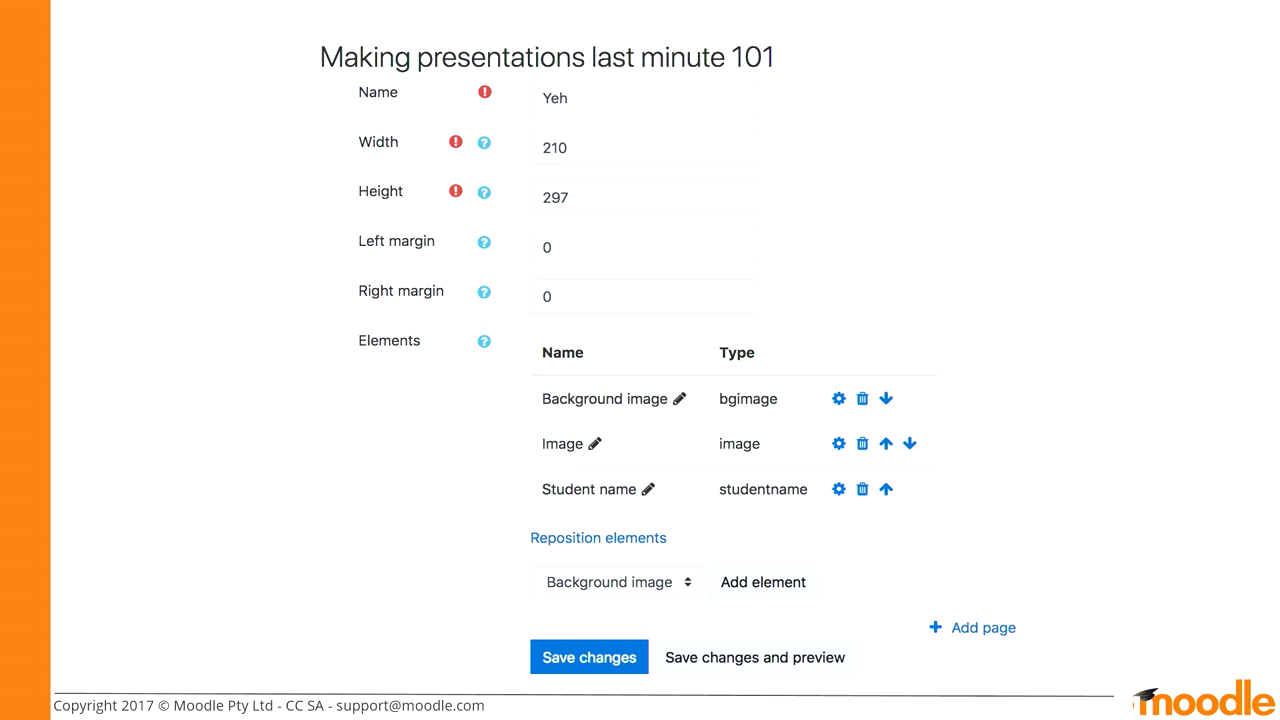 Making presentations last minute 101
Name Yeh
Width 210
Height 297
Left margin 0
Right margin 0
Elements
Name Type
Background image bgimage
Image image
Student name studentname
Reposition elements
Background image Add element
Add page
Save changes Save changes and preview
Copyright 2017 © Moodle Pty Ltd - CC SA - support@moodle.com
moodle